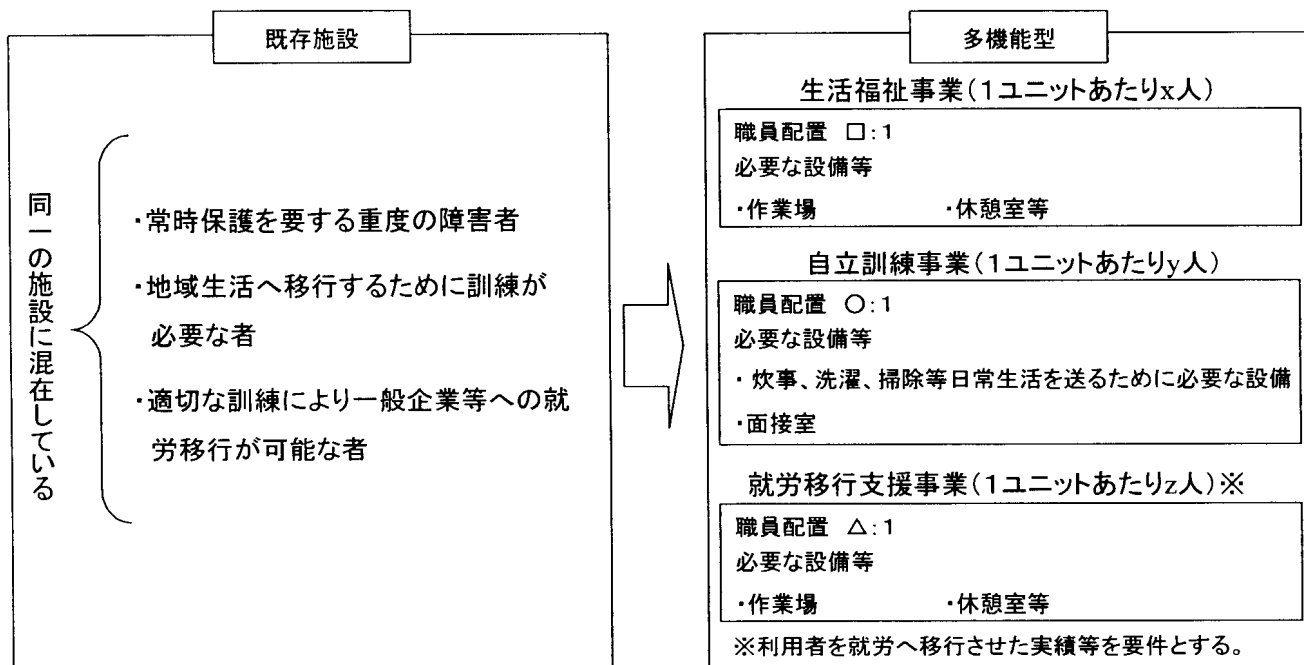 既存施設
同一の施設に混在している
・常時保護を要する重度の障害者
・地域生活へ移行するために訓練が
必要な者
・適切な訓練により一般企業等への就
労移行が可能な者
多機能型
生活福祉事業(1ユニットあたりx人)
職員配置 □:1
必要な設備等
・作業場 ・休憩室等
自立訓練事業(1ユニットあたりy人)
職員配置 ○:1
必要な設備等
・炊事、洗濯、掃除等日常生活を送るために必要な設備
・面接室
就労移行支援事業(1ユニットあたりz人)※
職員配置 △:1
必要な設備等
・作業場 ・休憩室等
※利用者を就労へ移行させた実績等を要件とする。